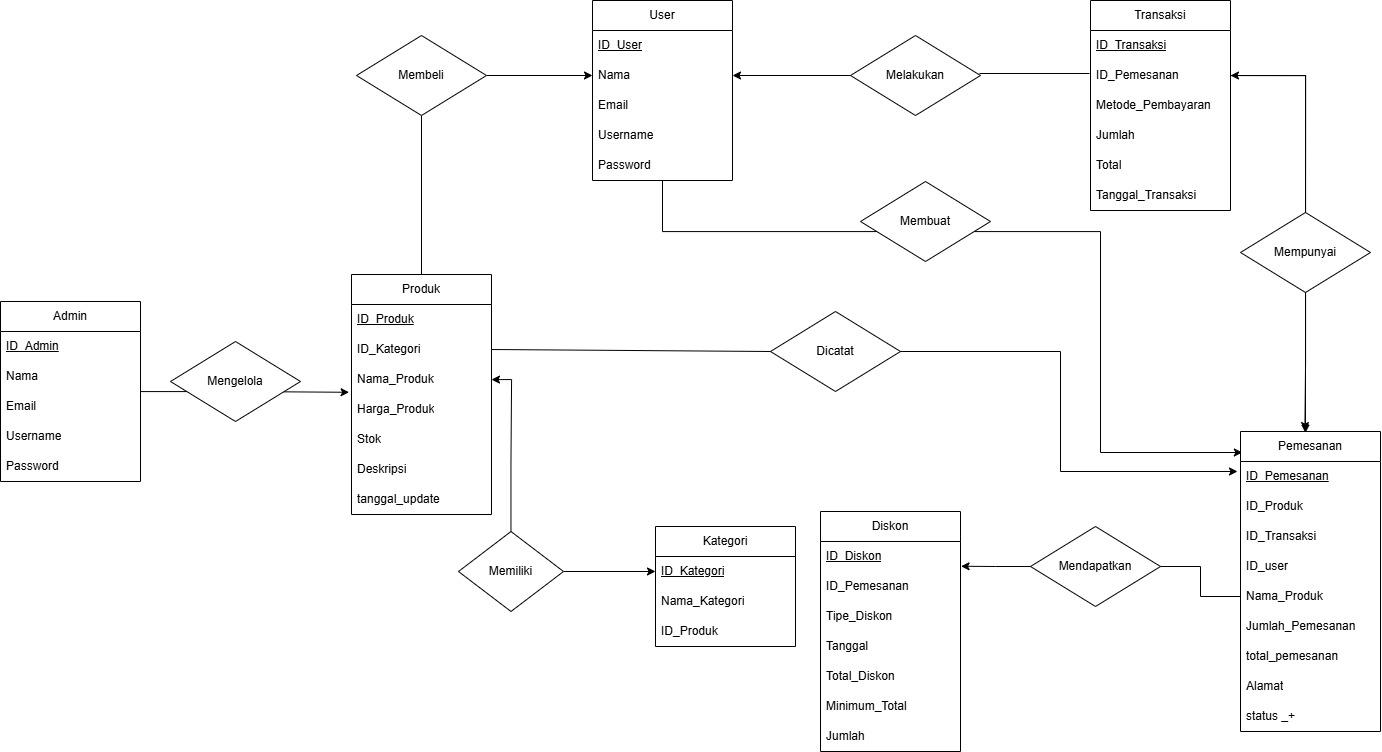 User
ID_User
Nama
Email
Username
Password
Transaksi
ID_Transaksi
ID_Pemesanan
Metode_Pembayaran
Jumlah
Total
Tanggal_Transaksi
Membeli
Melakukan
Membuat
Mempunyai
Admin
ID_Admin
Nama
Email
Username
Password
Mengelola
Produk
ID_Produk
ID_Kategori
Nama_Produk
Harga_Produk
Stok
Deskripsi
tanggal_update
Dicatat
Memiliki
Kategori
ID_Kategori
Nama_Kategori
ID_Produk
Diskon
ID_Diskon
ID_Pemesanan
Tipe_Diskon
Tanggal
Total_Diskon
Minimum_Total
Jumlah
Mendapatkan
Pemesanan
ID_Pemesanan
ID_Produk
ID_Transaksi
ID_user
Nama_Produk
Jumlah_Pemesanan
total_pemesanan
Alamat
status _+